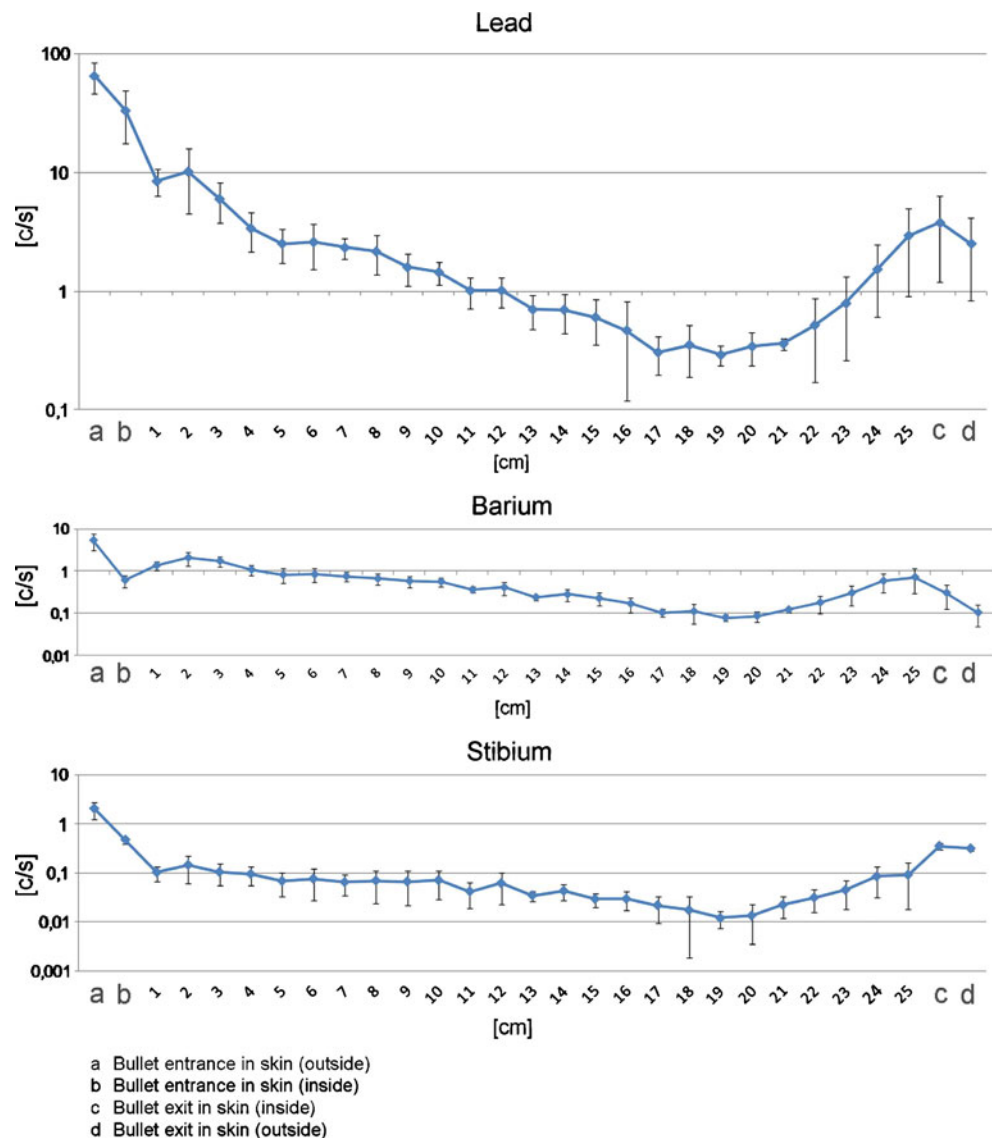 Lead
100
10
1
0,1
[c/s]
a b 1 2 3 4 5 6 7 8 9 10 11 12 13 14 15 16 17 18 19 20 21 22 23 24 25 c d
[cm]
Barium
10
1
0,1
0,01
[c/s]
a b 1 2 3 4 5 6 7 8 9 10 11 12 13 14 15 16 17 18 19 20 21 22 23 24 25 c d
[cm]
Stibium
10
1
0,1
0,01
0,001
[c/s]
a b 1 2 3 4 5 6 7 8 9 10 11 12 13 14 15 16 17 18 19 20 21 22 23 24 25 c d
[cm]
a Bullet entrance in skin (outside)
b Bullet entrance in skin (inside)
c Bullet exit in skin (inside)
d Bullet exit in skin (outside)